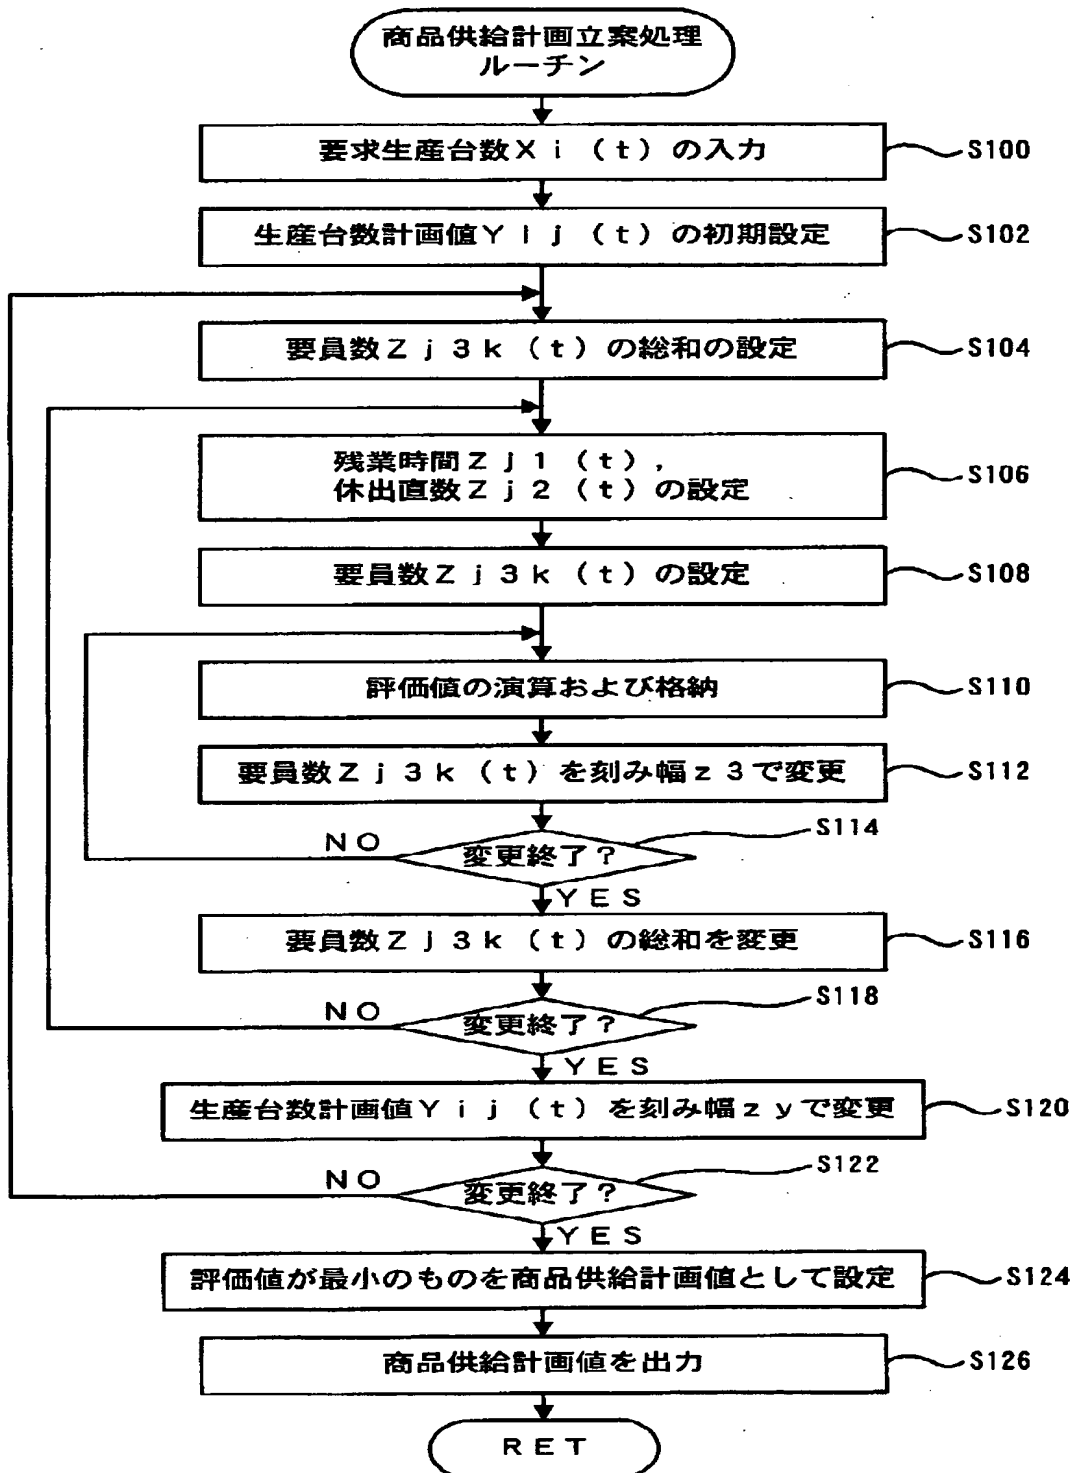 商品供給計画立案処理
ルーチン
要求生産台数Xi(t)の入力
S100
生産台数計画値Yij(t)の初期設定
S102
要員数Zj3k(t)の総和の設定
S104
残業時間Zj1(t),
休出直数Zj2(t)の設定
S106
要員数Zj3k(t)の設定
S108
評価値の演算および格納
S110
要員数Zj3k(t)を刻み幅z3で変更
S112
変更終了?
S114
NO
YES
要員数Zj3k(t)の総和を変更
S116
変更終了?
S118
NO
YES
生産台数計画値Yij(t)を刻み幅zyで変更
S120
変更終了?
S122
NO
YES
評価値が最小のものを商品供給計画値として設定
S124
商品供給計画値を出力
S126
RET